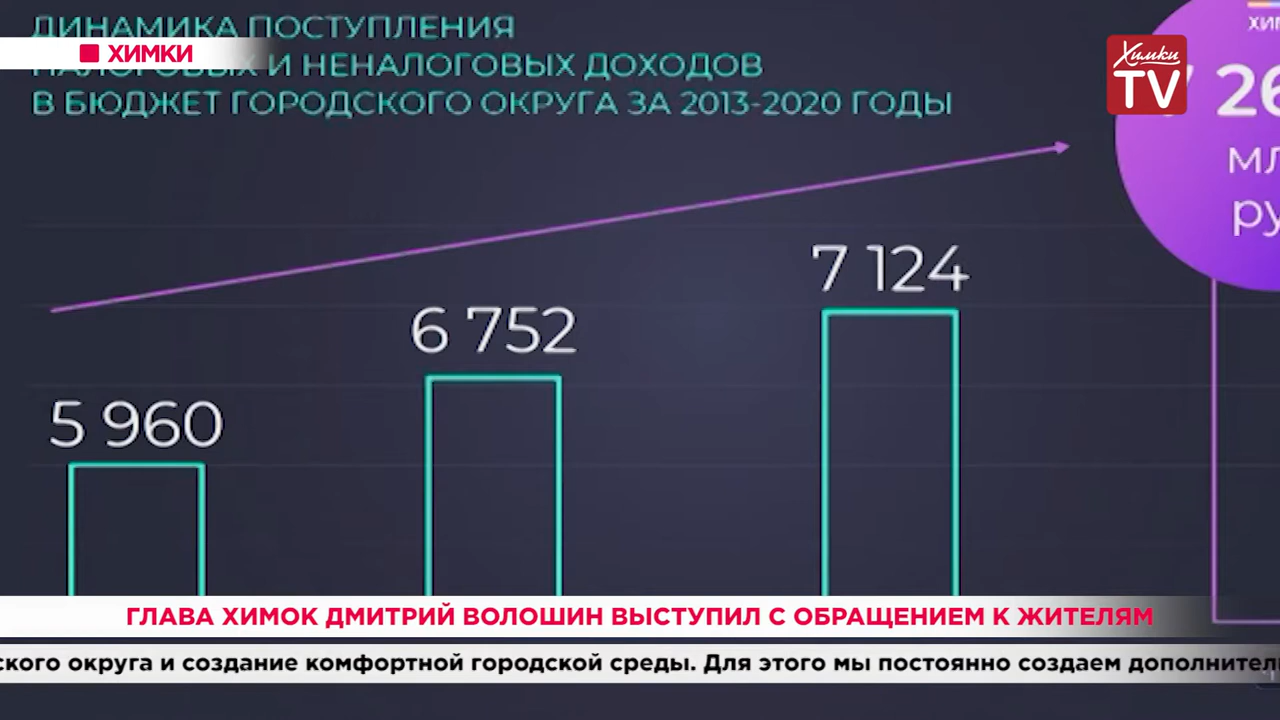 ДИНАМИКА ПОСТУПЛЕНИЯ
НАЛОГОВЫХ И НЕНАЛОГОВЫХ ДОХОДОВ
В БЮДЖЕТ ГОРОДСКОГО ОКРУГА ЗА 2013-2020 ГОДЫ
ХИМКИ
Химки
TV
5 960
6 752
7 124
ГЛАВА ХИМОК ДМИТРИЙ ВОЛОШИН ВЫСТУПИЛ С ОБРАЩЕНИЕМ К ЖИТЕЛЯМ
ского округа и создание комфортной городской среды. Для этого мы постоянно создаем дополнител